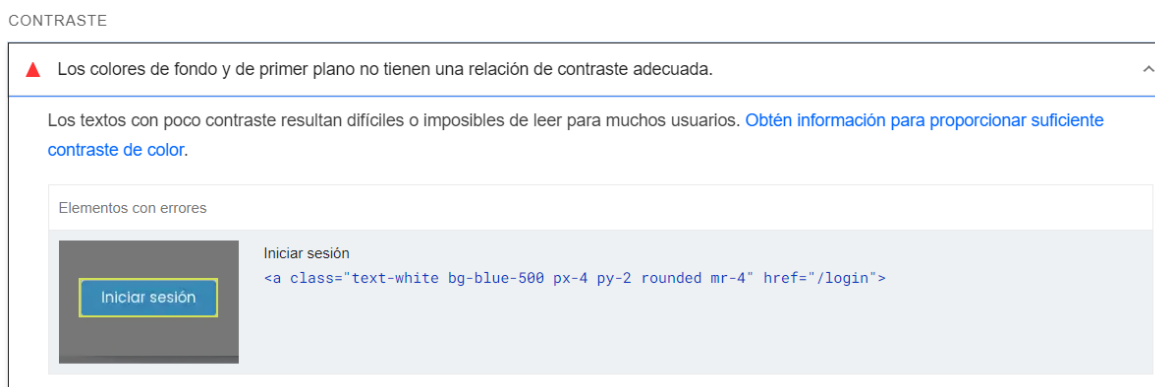 CONTRASTE
Los colores de fondo y de primer plano no tienen una relación de contraste adecuada.
Los textos con poco contraste resultan difíciles o imposibles de leer para muchos usuarios. Obtén información para proporcionar suficiente
contraste de color.
Elementos con errores
Iniciar sesión
Iniciar sesión
<a class="text-white bg-blue-500 px-4 py-2 rounded mr-4" href="/login">